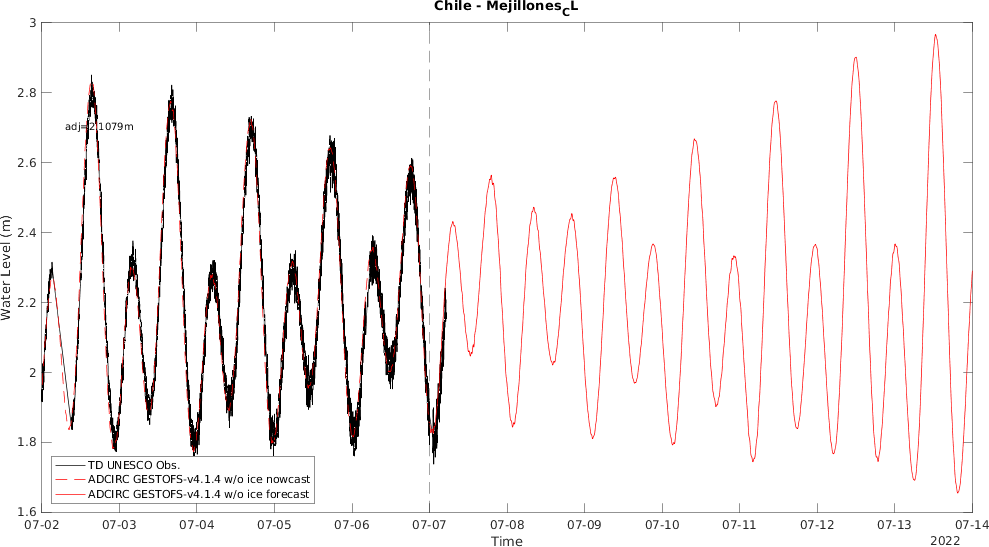 Chile - Mejillones_CL
3
2.8
2.6
2.4
2.2
2
1.8
1.6
Water Level (m)
adj=2.1079m
TD UNESCO Obs.
ADCIRC GESTOFS-v4.1.4 w/o ice nowcast
ADCIRC GESTOFS-v4.1.4 w/o ice forecast
07-02 07-03 07-04 07-05 07-06 07-07 07-08 07-09 07-10 07-11 07-12 07-13 07-14
Time
2022